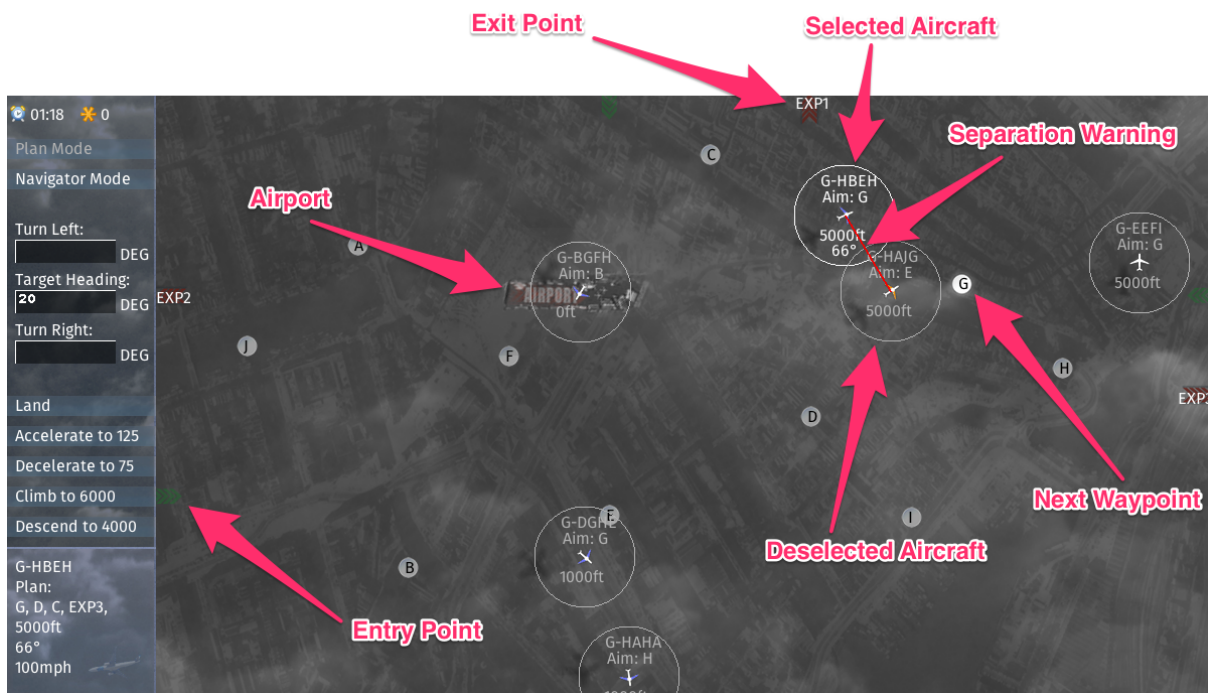 Exit Point
Selected Aircraft
EXP1
01:18
0
Separation Warning
Plan Mode
C
Navigator Mode
G-HBEH
Aim: G
Airport
5000ft
66°
G-EEFI
Aim: G
5000ft
Turn Left:
DEG
A
G-BGFH
Aim: B
AIRPORT
0ft
G-HAJG
Aim: E
5000ft
G
Target Heading:
20
DEG
EXP2
Turn Right:
DEG
J
F
H
EXP3
Land
D
Accelerate to 125
Decelerate to 75
Climb to 6000
Descend to 4000
Next Waypoint
E
G-DGHE
Aim: G
1000ft
I
Deselected Aircraft
B
G-HBEH
Plan:
G, D, C, EXP3,
5000ft
66°
100mph
Entry Point
G-HAHA
Aim: H